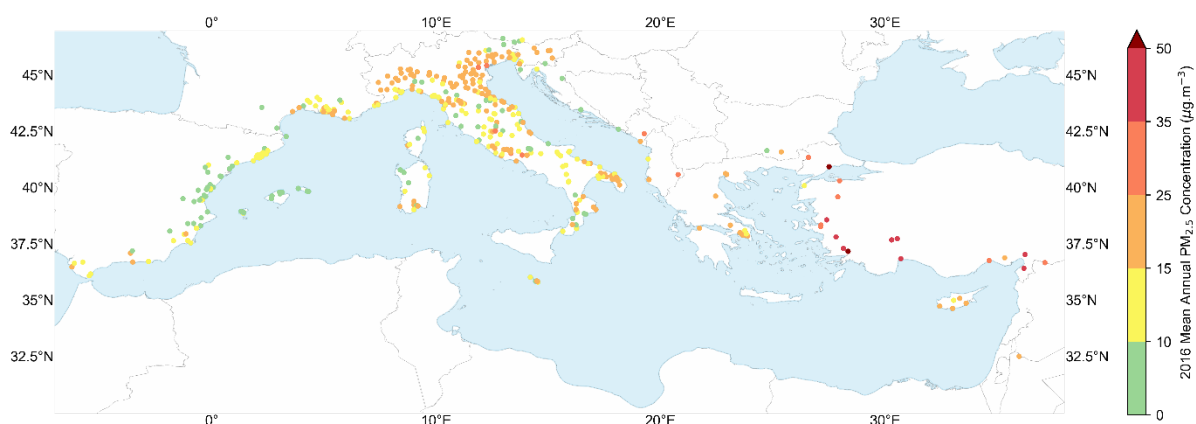 0° 10°E 20°E 30°E
45°N 45°N
42.5°N 42.5°N
40°N 40°N
37.5°N 37.5°N
35°N 35°N
32.5°N 32.5°N
0° 10°E 20°E 30°E
50
35
25
15
10
0
2016 Mean Annual PM2.5 Concentration (µg.m−3)